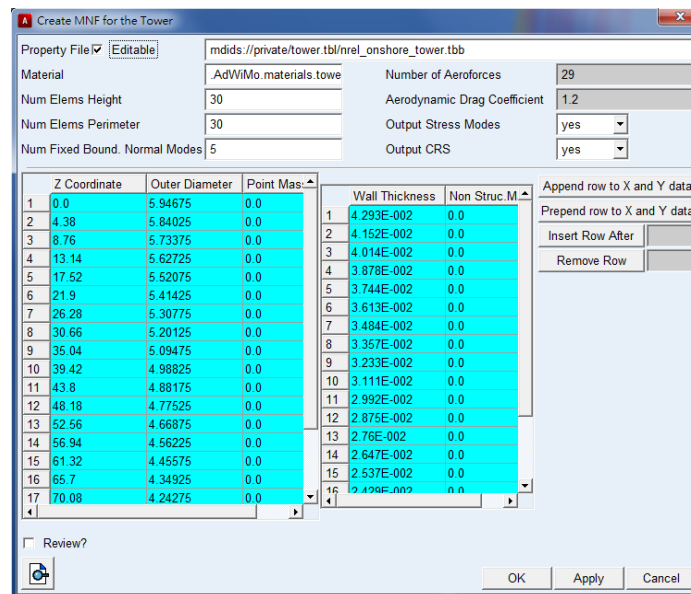 Create MNF for the Tower
Property File Editable mdids://private/tower.tbl/nrel_onshore_tower.tbb
Material .AdWiMo.materials.towe Number of Aeroforces 29
Num Elems Height 30 Aerodynamic Drag Coefficient 1.2
Num Elems Perimeter 30 Output Stress Modes yes
Num Fixed Bound. Normal Modes 5 Output CRS yes
Z Coordinate Outer Diameter Point Mas
1 0.0 5.94675 0.0
2 4.38 5.84025 0.0
3 8.76 5.73375 0.0
4 13.14 5.62725 0.0
5 17.52 5.52075 0.0
6 21.9 5.41425 0.0
7 26.28 5.30775 0.0
8 30.66 5.20125 0.0
9 35.04 5.09475 0.0
10 39.42 4.98825 0.0
11 43.8 4.88175 0.0
12 48.18 4.77525 0.0
13 52.56 4.66875 0.0
14 56.94 4.56225 0.0
15 61.32 4.45575 0.0
16 65.7 4.34925 0.0
17 70.08 4.24275 0.0
Wall Thickness Non Struc.M
1 4.293E-002 0.0
2 4.152E-002 0.0
3 4.014E-002 0.0
4 3.878E-002 0.0
5 3.744E-002 0.0
6 3.613E-002 0.0
7 3.484E-002 0.0
8 3.357E-002 0.0
9 3.233E-002 0.0
10 3.111E-002 0.0
11 2.992E-002 0.0
12 2.875E-002 0.0
13 2.76E-002 0.0
14 2.647E-002 0.0
15 2.537E-002 0.0
16 2.429E-002 0.0
Append row to X and Y data
Prepend row to X and Y data
Insert Row After
Remove Row
Review?
OK Apply Cancel